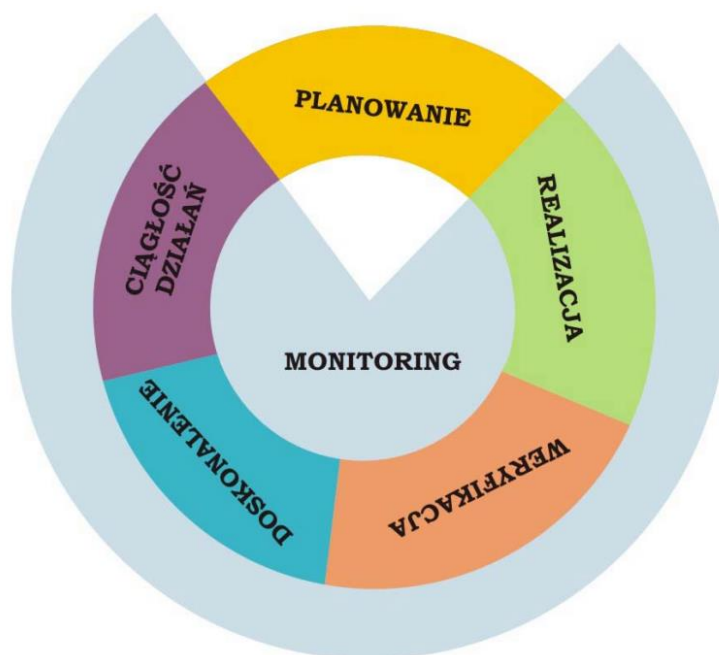 PLANOWANIE
REALIZACJA
WERYFIKACJA
DOSKONALENIE
CIĄGŁOŚĆ
DZIAŁAŃ
MONITORING